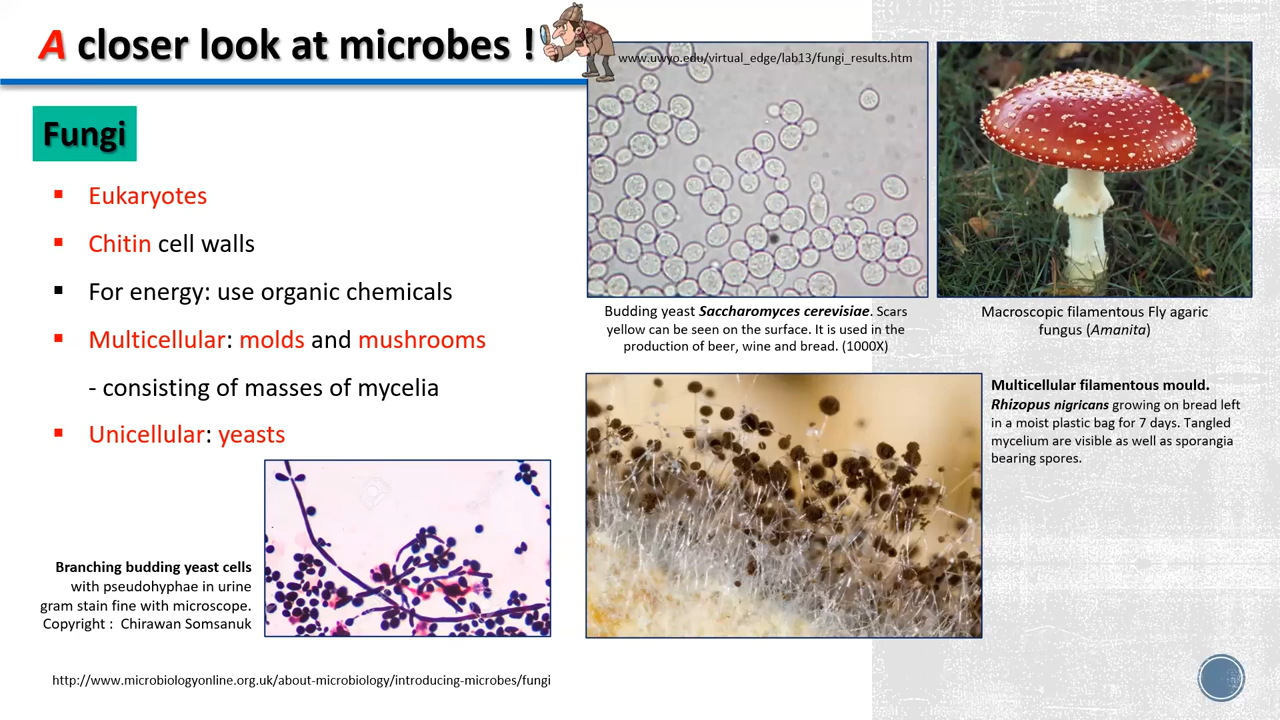 A closer look at microbes !
www.uwyo.edu/virtual_edge/lab13/fungi_results.htm
Fungi
Eukaryotes
Chitin cell walls
For energy: use organic chemicals
Multicellular: molds and mushrooms
- consisting of masses of mycelia
Unicellular: yeasts
Budding yeast Saccharomyces cerevisiae. Scars
yellow can be seen on the surface. It is used in the
production of beer, wine and bread. (1000X)
Macroscopic filamentous Fly agaric
fungus (Amanita)
Multicellular filamentous mould.
Rhizopus nigricans growing on bread left
in a moist plastic bag for 7 days. Tangled
mycelium are visible as well as sporangia
bearing spores.
Branching budding yeast cells
with pseudohyphae in urine
gram stain fine with microscope.
Copyright : Chirawan Somsanuk
http://www.microbiologyonline.org.uk/about-microbiology/introducing-microbes/fungi